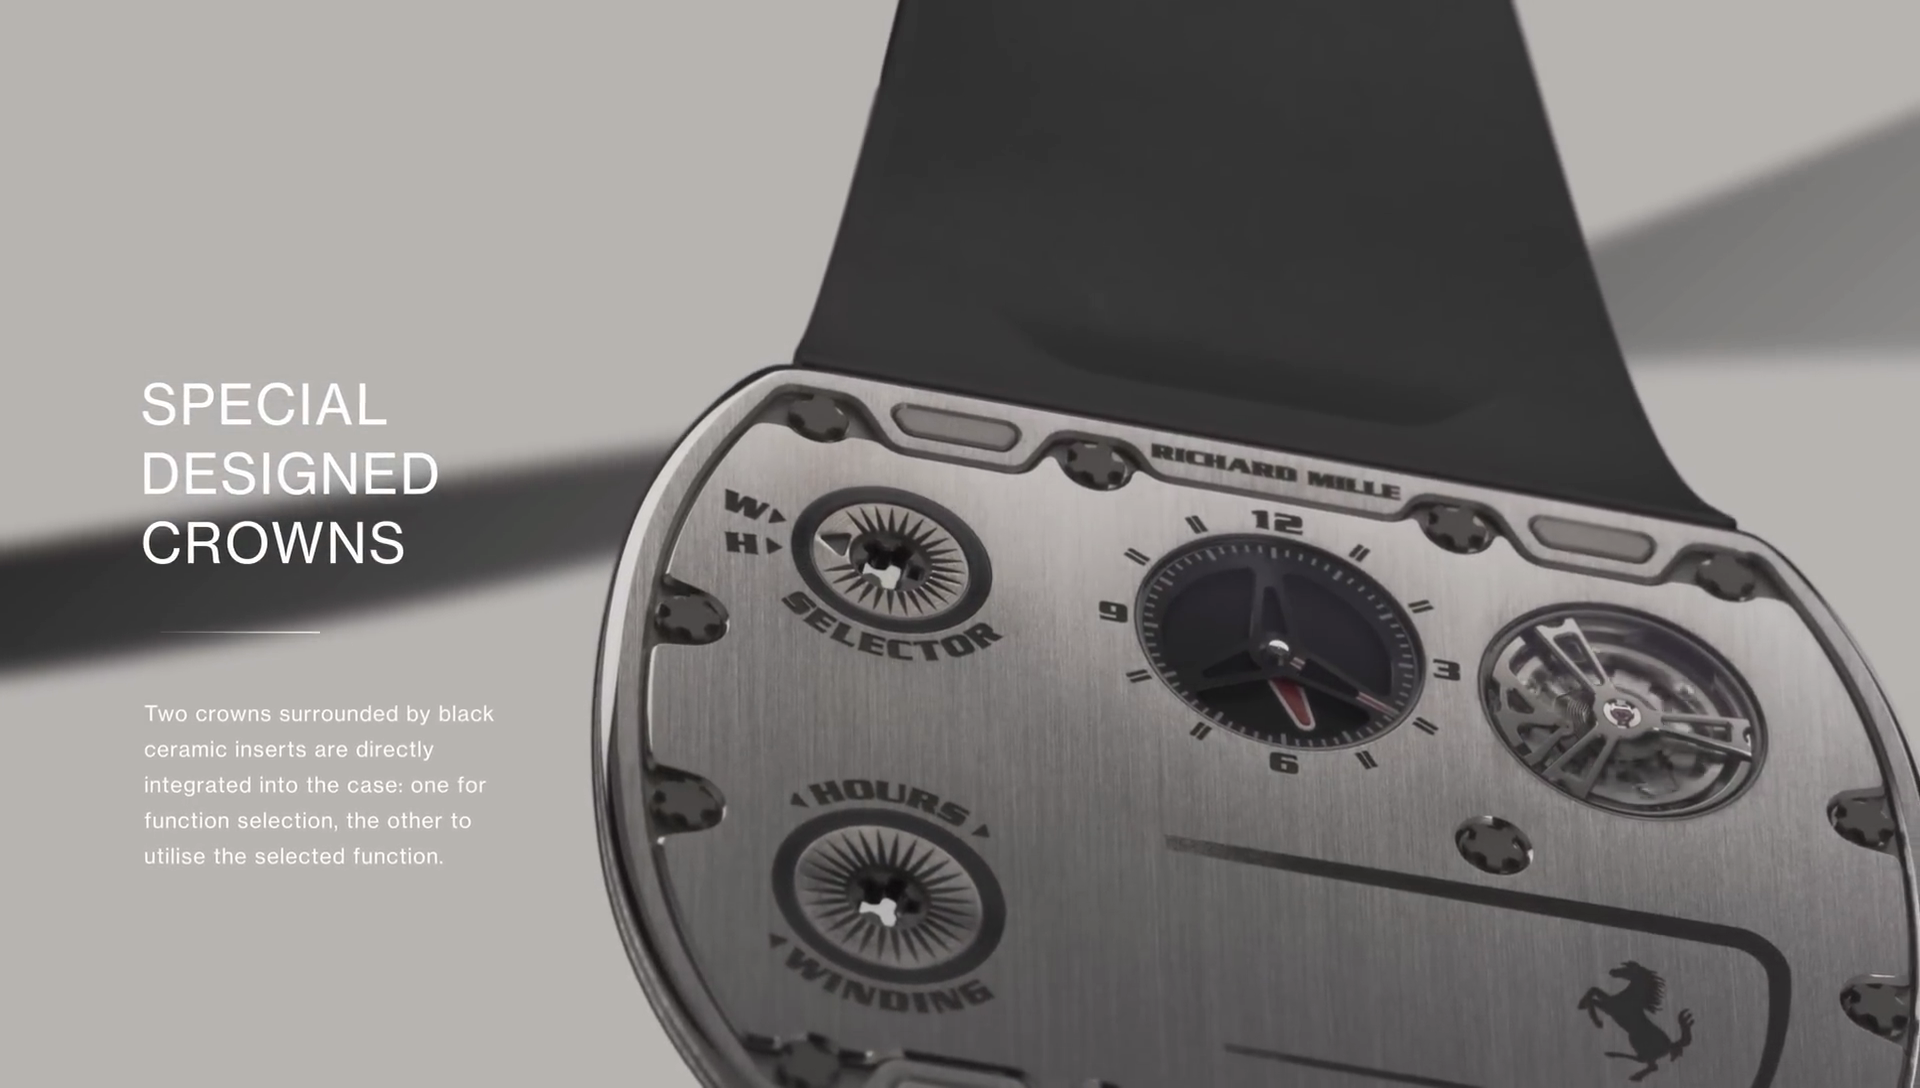 SPECIAL
DESIGNED
CROWNS
Two crowns surrounded by black
ceramic inserts are directly
integrated into the case: one for
function selection, the other to
utilise the selected function.
RICHARD MILLE
W
H
SELECTOR
12
9
3
6
HOURS
WINDING